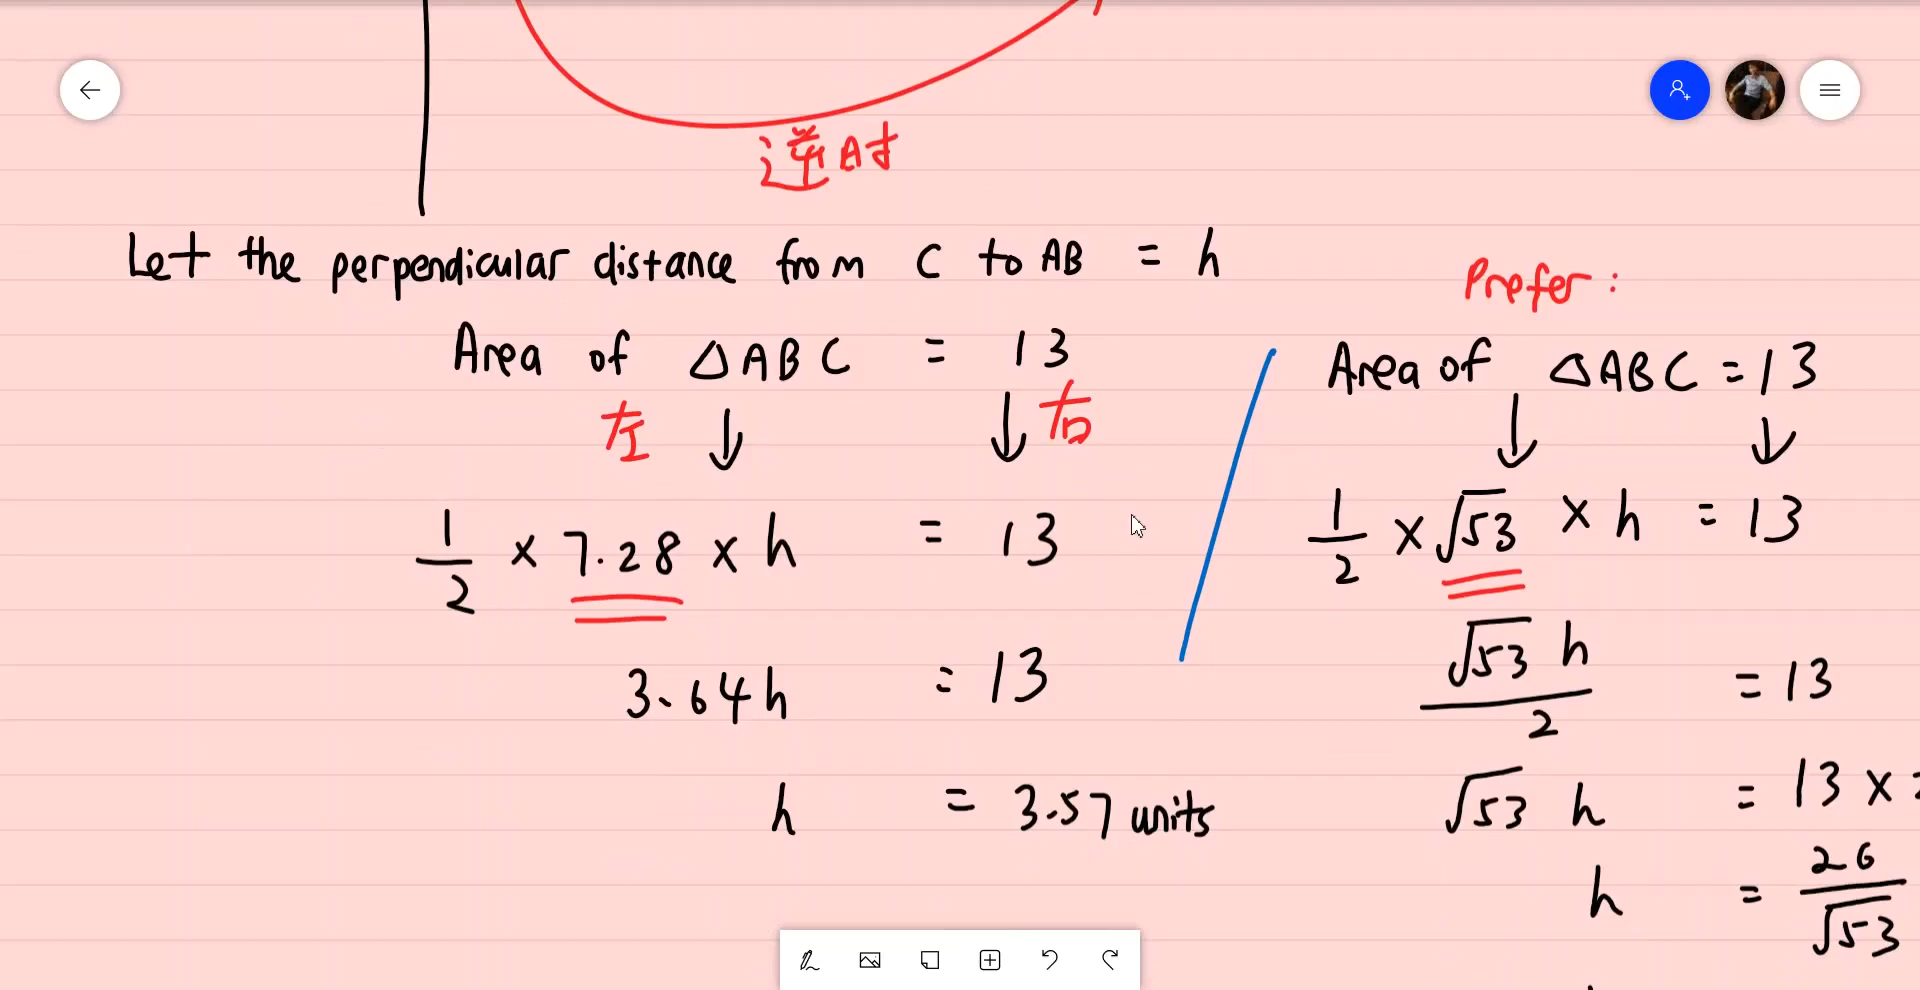 逆时
Let the perpendicular distance from C to AB = h
Area of △ABC = 13
左 ↓ ↓ 右
1/2 × 7.28 × h = 13
3.64h = 13
h = 3.57 units
Prefer:
Area of △ABC = 13
↓ ↓
1/2 × √53 × h = 13
√53 h / 2 = 13
√53 h = 13 ×
h = 26/√53